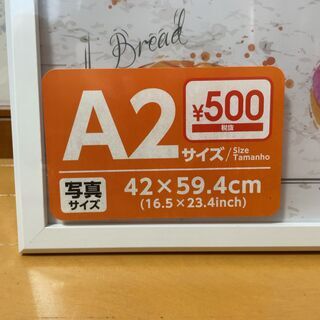 Bread
A2
サイズ/Size
Tamanho
¥500
税抜
写真
サイズ
42×59.4cm
(16.5×23.4inch)